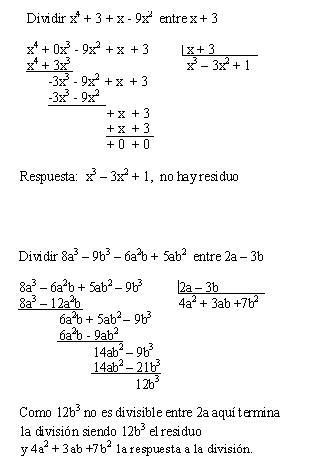 Dividir x⁴ + 3 + x - 9x² entre x + 3
x⁴ + 0x³ - 9x² + x + 3 |x + 3
x⁴ + 3x³ x³ – 3x² + 1
-3x³ - 9x² + x + 3
-3x³ - 9x²
+ x + 3
+ x + 3
+ 0 + 0
Respuesta: x³ – 3x² + 1, no hay residuo
Dividir 8a³ – 9b³ – 6a²b + 5ab² entre 2a – 3b
8a³ – 6a²b + 5ab² – 9b³ |2a – 3b
8a³ – 12a²b 4a² + 3ab +7b²
6a²b + 5ab² – 9b³
6a²b - 9ab²
14ab² – 9b³
14ab² – 21b³
12b³
Como 12b³ no es divisible entre 2a aquí termina
la división siendo 12b³ el residuo
y 4a² + 3ab +7b² la respuesta a la división.